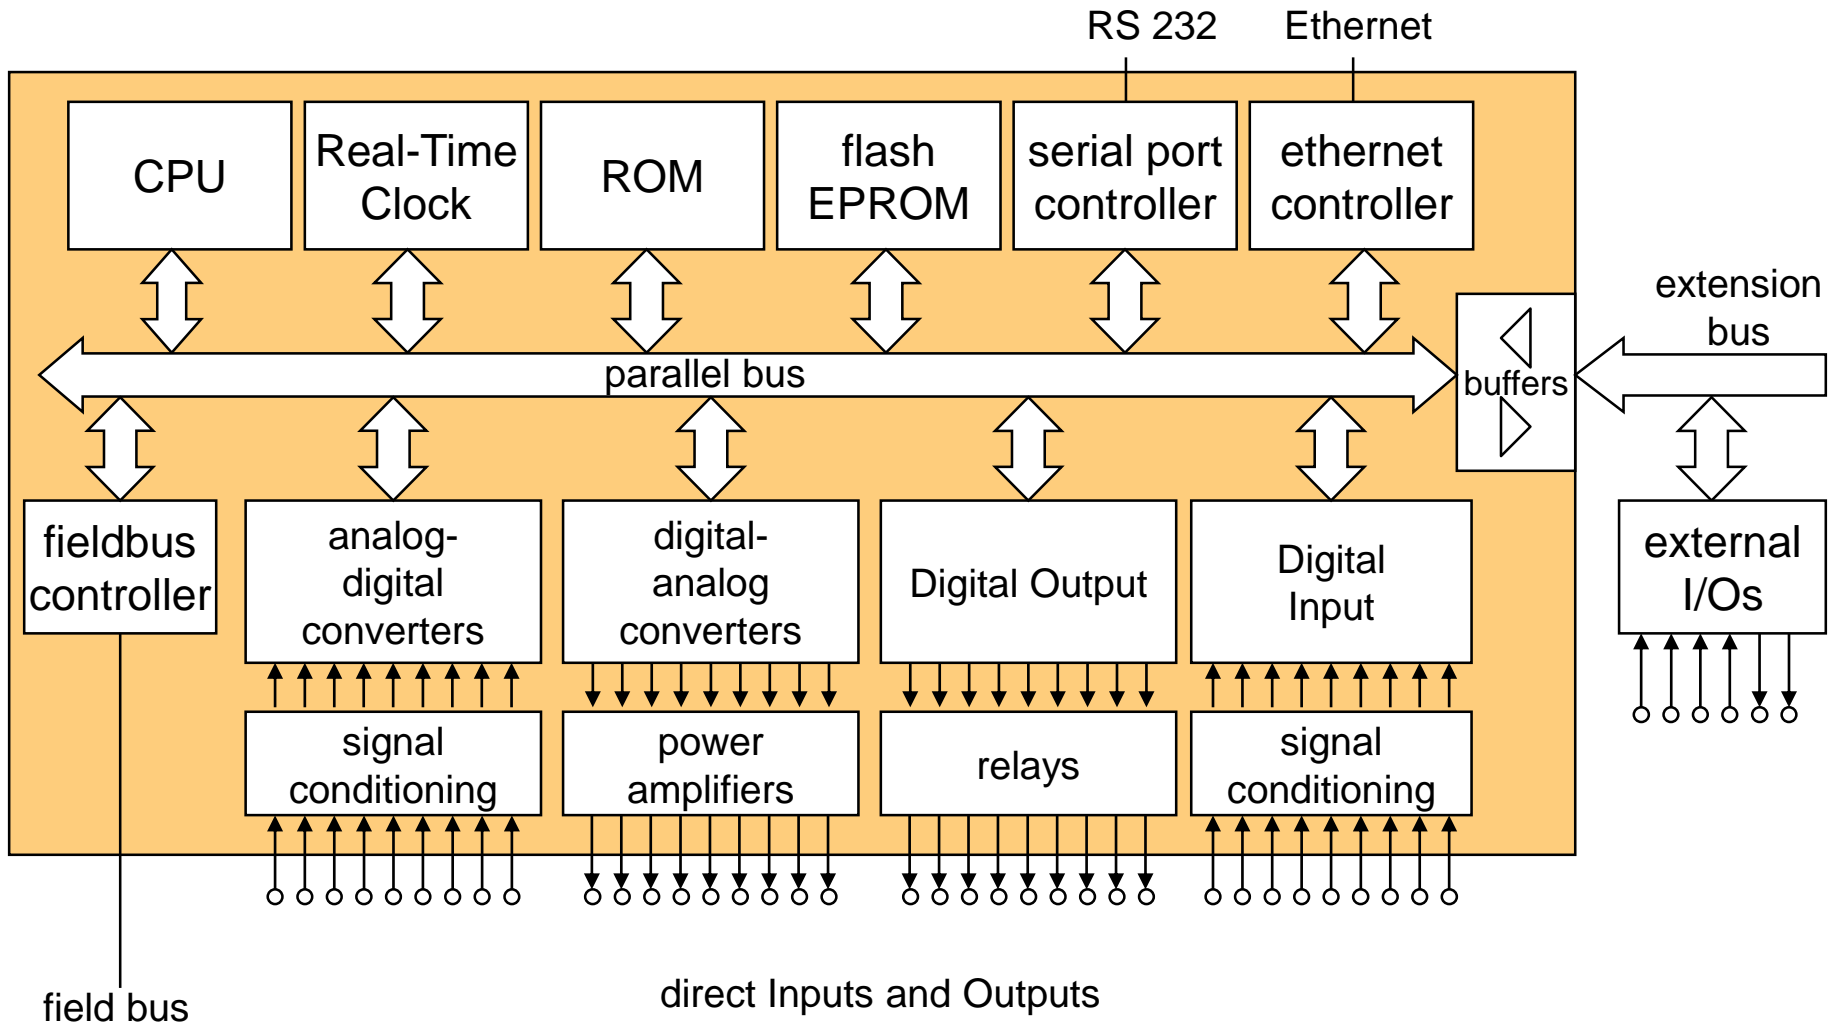 RS 232
Ethernet
CPU
Real-Time
Clock
ROM
flash
EPROM
serial port
controller
ethernet
controller
extension
bus
parallel bus
buffers
fieldbus
controller
analog-
digital
converters
digital-
analog
converters
Digital Output
Digital
Input
external
I/Os
signal
conditioning
power
amplifiers
relays
signal
conditioning
direct Inputs and Outputs
field bus